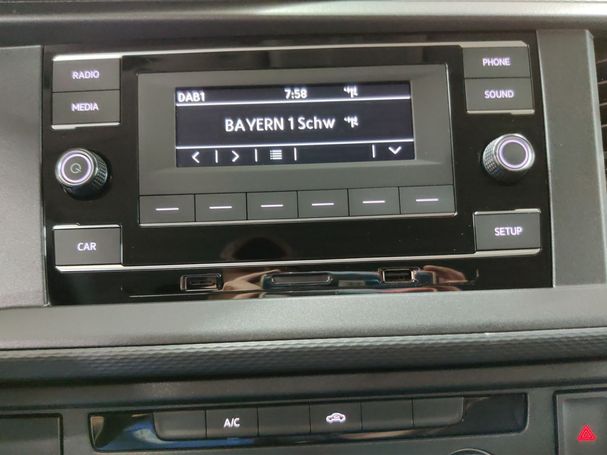 RADIO
PHONE
MEDIA
SOUND
DAB1 7:58
BAYERN 1 Schw
CAR
SETUP
A/C